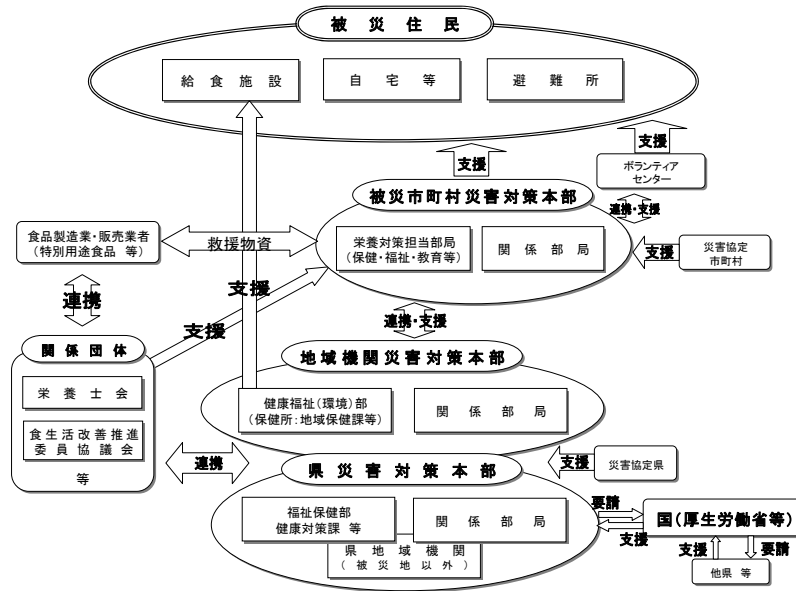 被災住民
給食施設
自宅等
避難所
支援
支援
ボランティア
センター
被災市町村災害対策本部
連携・支援
食品製造業・販売業者
(特別用途食品 等)
救援物資
栄養対策担当部局
(保健・福祉・教育等)
関係部局
支援
災害協定
市町村
連携
支援
支援
連携・支援
関係団体
栄養士会
食生活改善推進
委員協議会
等
地域機関災害対策本部
健康福祉(環境)部
(保健所:地域保健課等)
関係部局
連携
支援
災害協定県
県災害対策本部
福祉保健部
健康対策課 等
関係部局
県地域機関
(被災地以外)
要請
支援
国(厚生労働省等)
支援
要請
他県 等